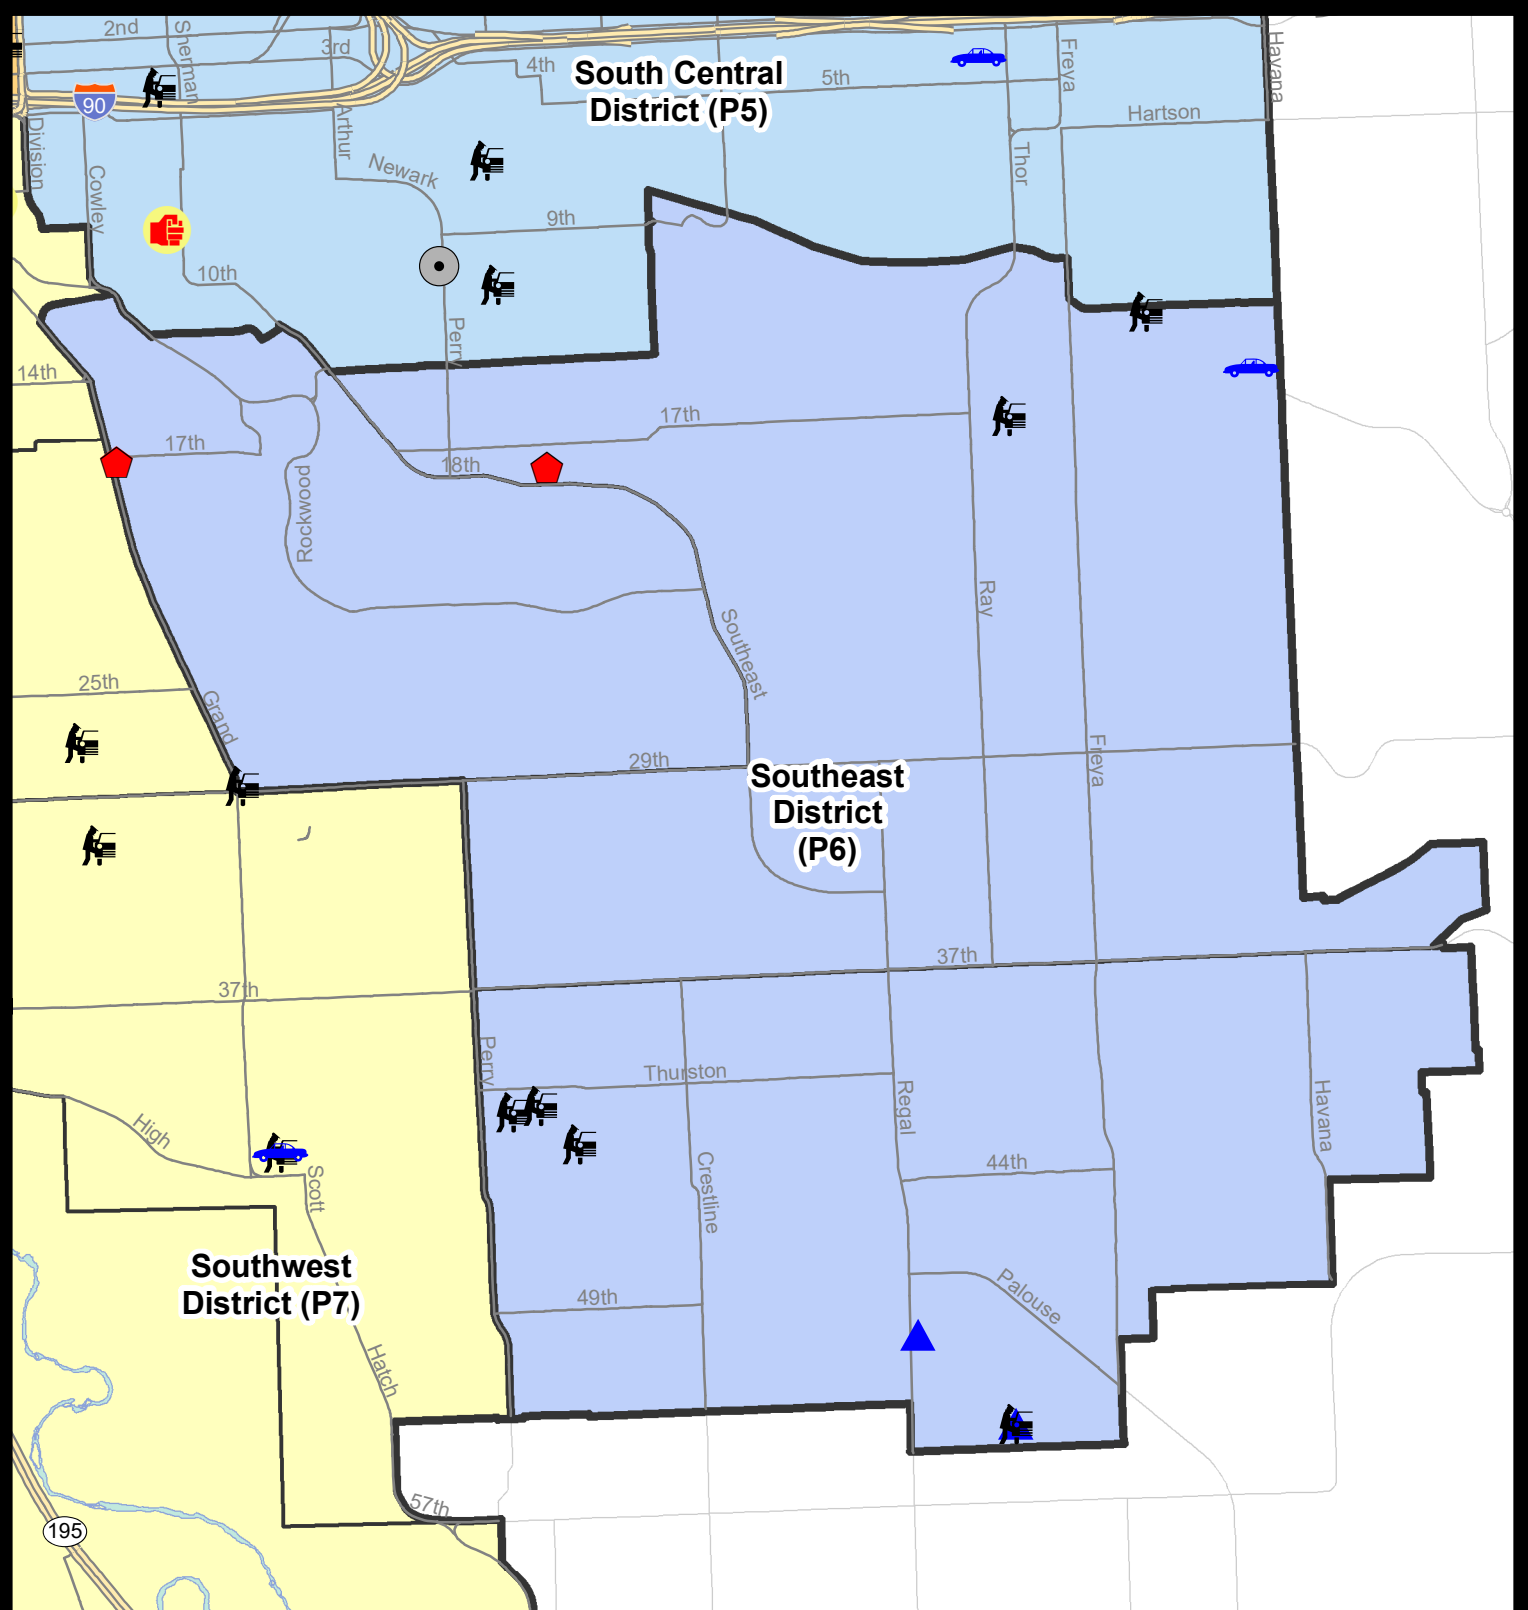 2nd
Sherman
3rd
4th
South Central
District (P5)
5th
Freya
Havana
90
Division
Arthur
Hartson
Cowley
Newark
Thor
9th
10th
Perry
14th
17th
17th
18th
Rockwood
Ray
Southeast
25th
Grand
29th
Freya
Southeast
District
(P6)
37th
37th
Perry
Thurston
Regal
Havana
High
Scott
Crestline
44th
Southwest
District (P7)
49th
Palouse
Hatch
57th
195